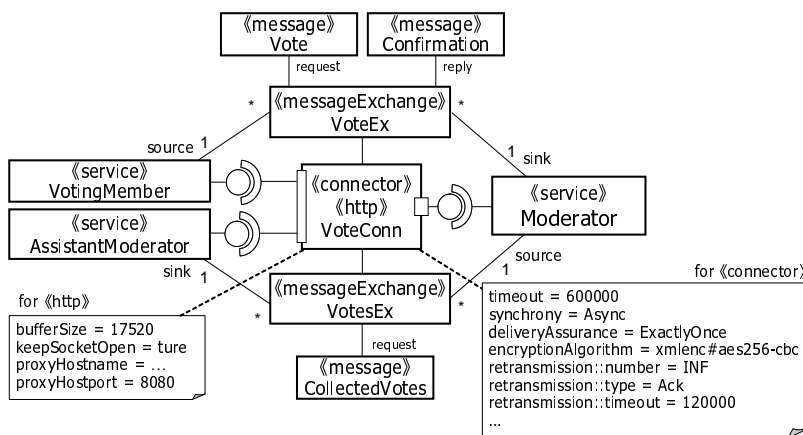 《message》
Vote
《message》
Confirmation
request
reply
*
《messageExchange》
VoteEx
*
source
1
1
sink
《service》
VotingMember
《connector》
《http》
VoteConn
《service》
Moderator
《service》
AssistantModerator
sink
1
1
source
*
《messageExchange》
VotesEx
*
request
《message》
CollectedVotes
for《http》
bufferSize = 17520
keepSocketOpen = ture
proxyHostname = ...
proxyHostport = 8080
for《connector》
timeout = 600000
synchrony = Async
deliveryAssurance = ExactlyOnce
encryptionAlgorithm = xmlenc#aes256-cbc
retransmission::number = INF
retransmission::type = Ack
retransmission::timeout = 120000
...